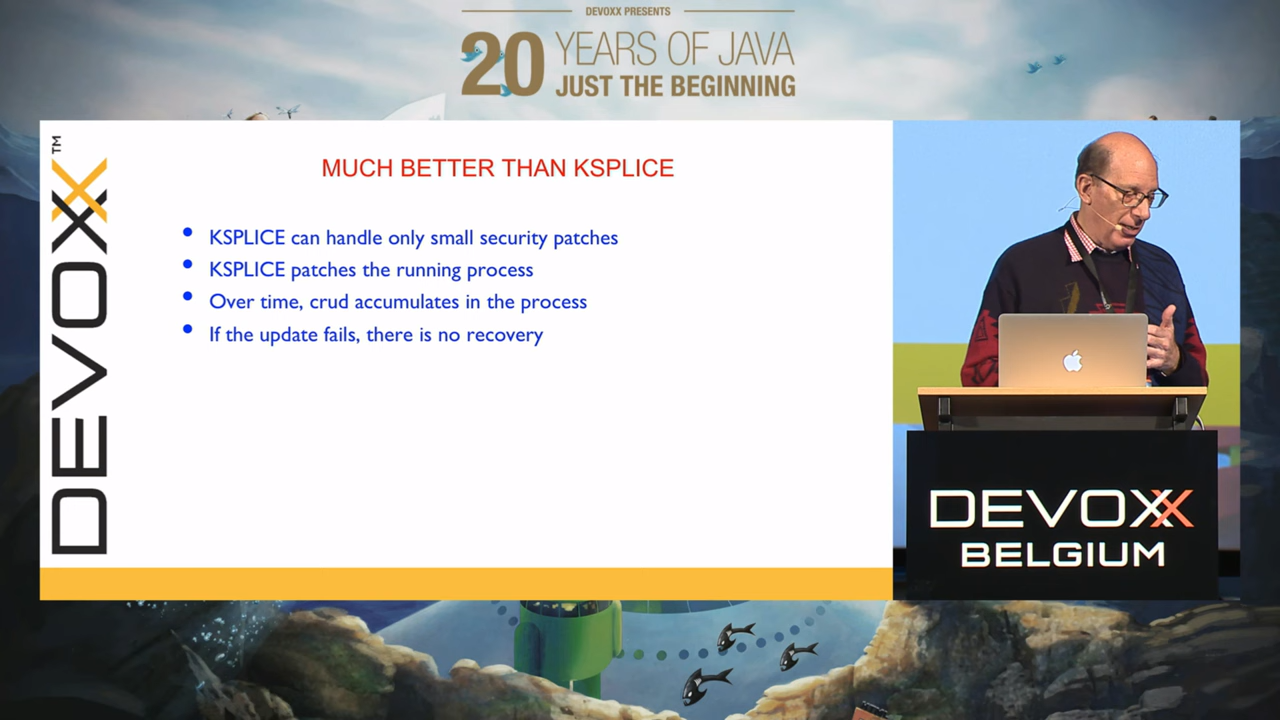 DEVOXX PRESENTS
20 YEARS OF JAVA
JUST THE BEGINNING
DEVOXX™
MUCH BETTER THAN KSPLICE
• KSPLICE can handle only small security patches
• KSPLICE patches the running process
• Over time, crud accumulates in the process
• If the update fails, there is no recovery
DEVOXX
BELGIUM